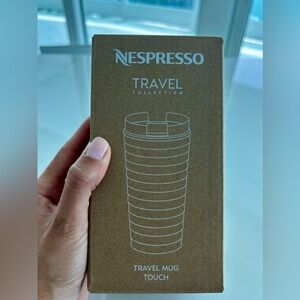 NESPRESSO
TRAVEL
COLLECTION
TRAVEL MUG
TOUCH